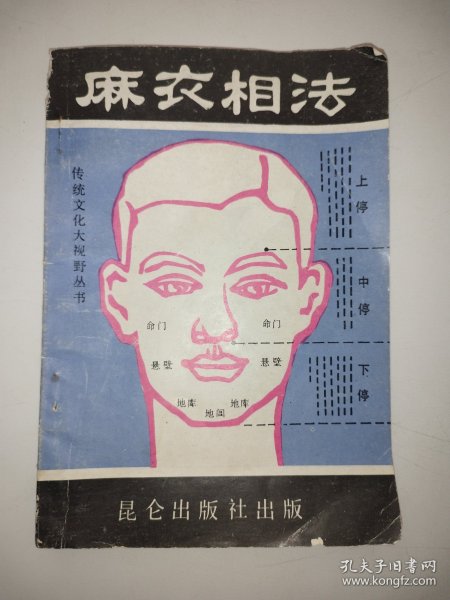 麻衣相法
传统文化大视野丛书
上停
中停
下停
命门 命门
悬壁 悬壁
地库 地库
地阁
昆仑出版社出版
孔夫子旧书网
www.kongfz.com